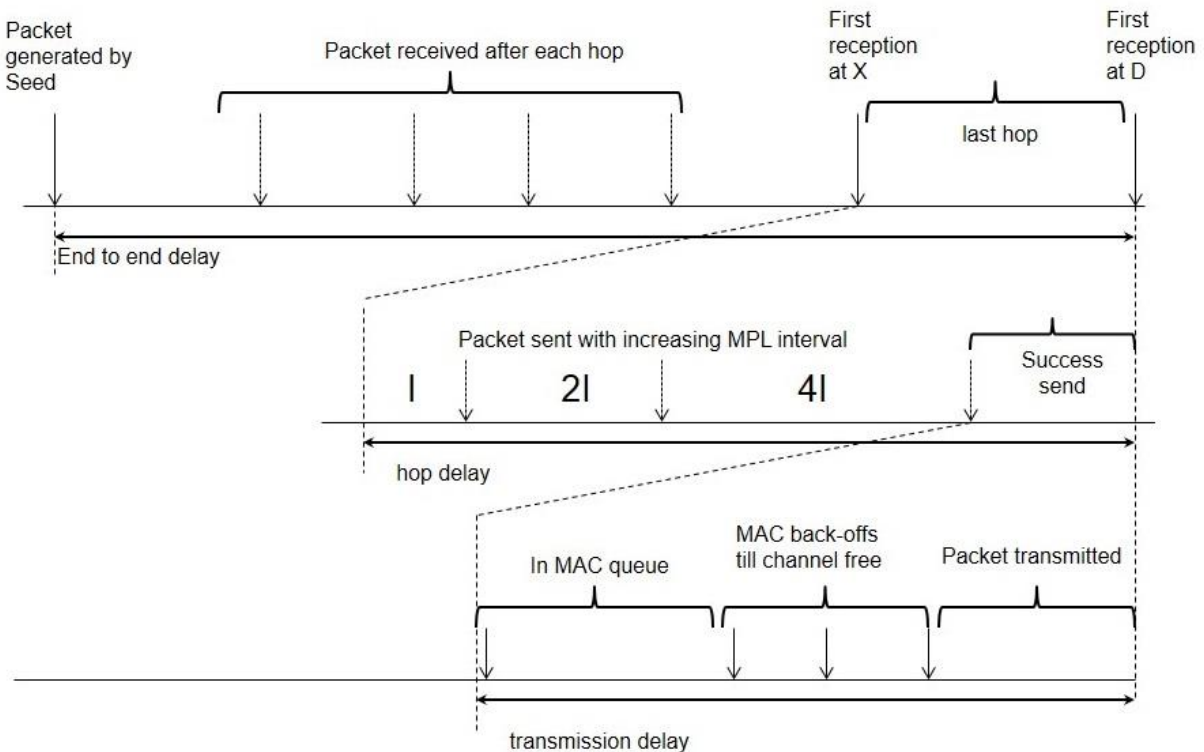 Packet
generated by
Seed
Packet received after each hop
First
reception
at X
First
reception
at D
last hop
End to end delay
Packet sent with increasing MPL interval
I
2I
4I
Success
send
hop delay
In MAC queue
MAC back-offs
till channel free
Packet transmitted
transmission delay